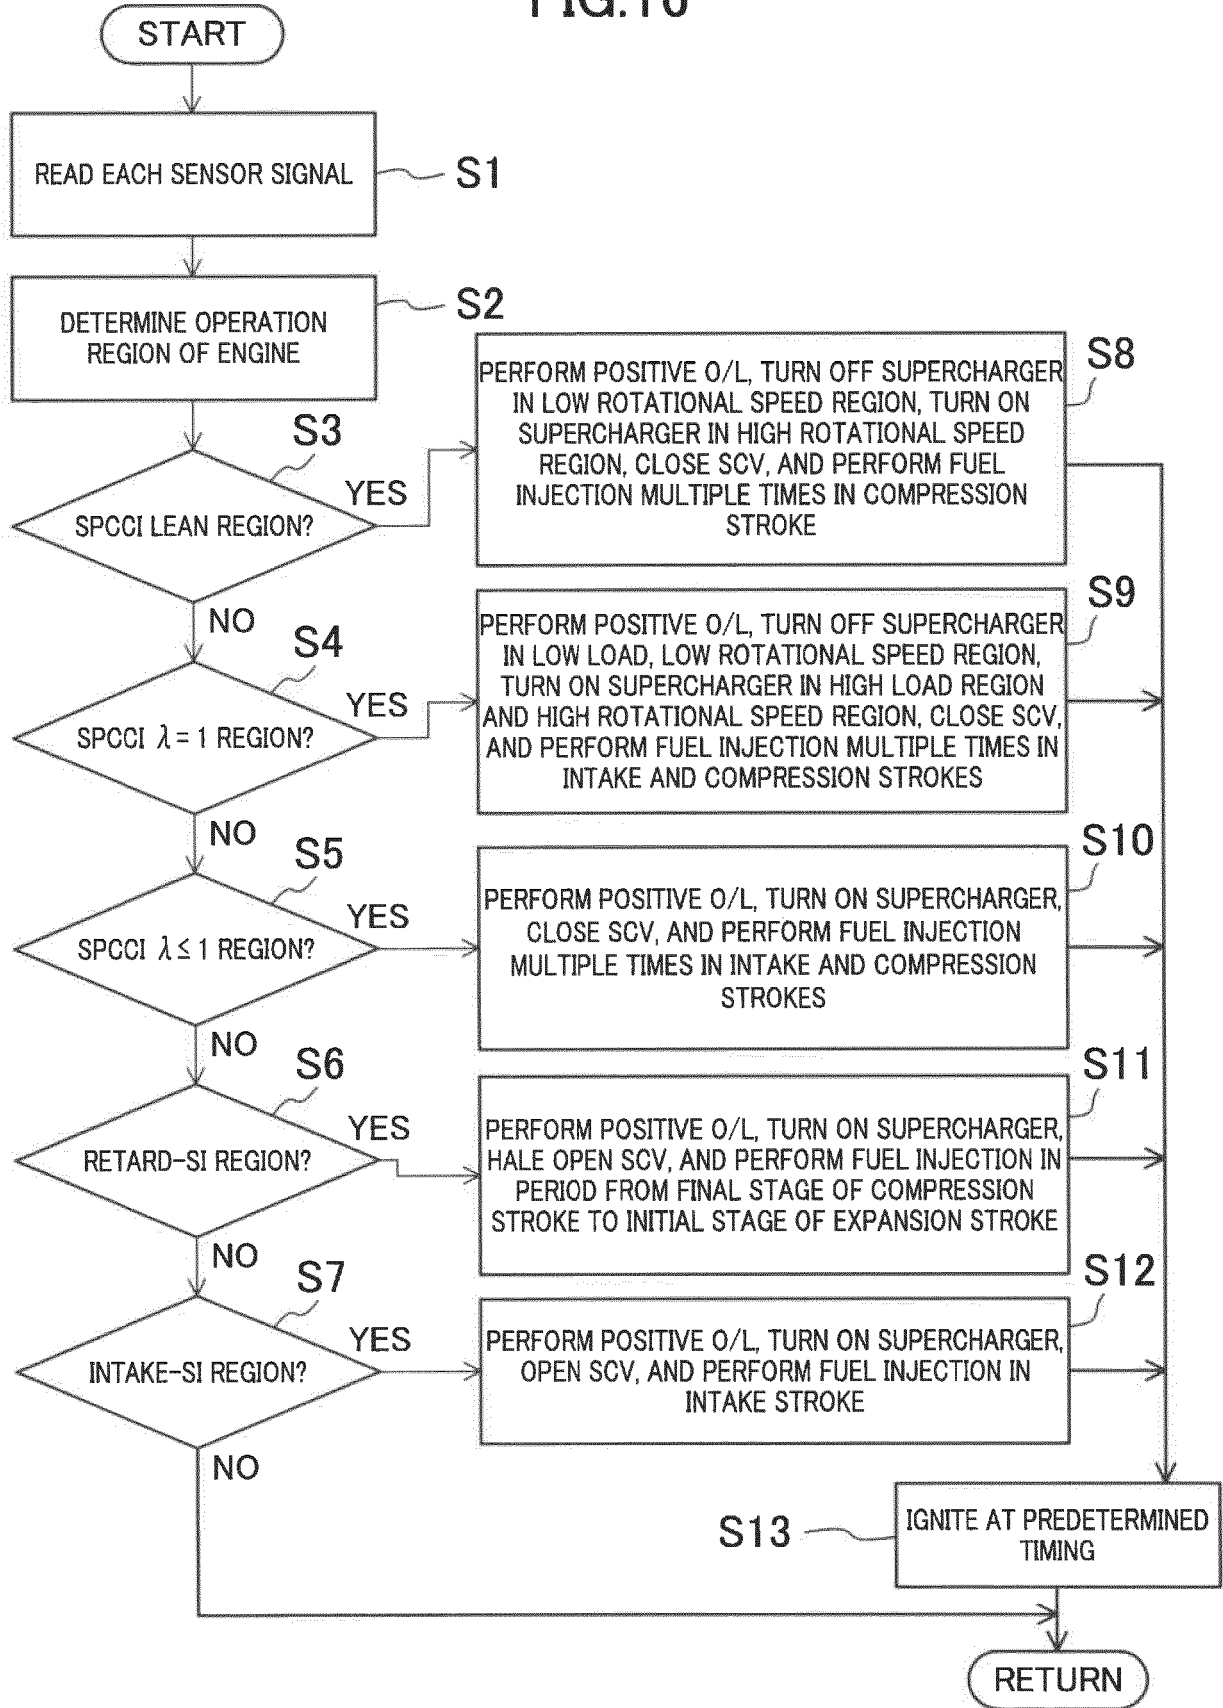 FIG.16
START
READ EACH SENSOR SIGNAL
S1
DETERMINE OPERATION
REGION OF ENGINE
S2
SPCCI LEAN REGION?
S3
YES
NO
PERFORM POSITIVE O/L, TURN OFF SUPERCHARGER
IN LOW ROTATIONAL SPEED REGION, TURN ON
SUPERCHARGER IN HIGH ROTATIONAL SPEED
REGION, CLOSE SCV, AND PERFORM FUEL
INJECTION MULTIPLE TIMES IN COMPRESSION
STROKE
S8
SPCCI λ = 1 REGION?
S4
YES
NO
PERFORM POSITIVE O/L, TURN OFF SUPERCHARGER
IN LOW LOAD, LOW ROTATIONAL SPEED REGION,
TURN ON SUPERCHARGER IN HIGH LOAD REGION
AND HIGH ROTATIONAL SPEED REGION, CLOSE SCV,
AND PERFORM FUEL INJECTION MULTIPLE TIMES IN
INTAKE AND COMPRESSION STROKES
S9
SPCCI λ ≤ 1 REGION?
S5
YES
NO
PERFORM POSITIVE O/L, TURN ON SUPERCHARGER,
CLOSE SCV, AND PERFORM FUEL INJECTION
MULTIPLE TIMES IN INTAKE AND COMPRESSION
STROKES
S10
RETARD-SI REGION?
S6
YES
NO
PERFORM POSITIVE O/L, TURN ON SUPERCHARGER,
HALE OPEN SCV, AND PERFORM FUEL INJECTION IN
PERIOD FROM FINAL STAGE OF COMPRESSION
STROKE TO INITIAL STAGE OF EXPANSION STROKE
S11
INTAKE-SI REGION?
S7
YES
NO
PERFORM POSITIVE O/L, TURN ON SUPERCHARGER,
OPEN SCV, AND PERFORM FUEL INJECTION IN
INTAKE STROKE
S12
S13
IGNITE AT PREDETERMINED
TIMING
RETURN